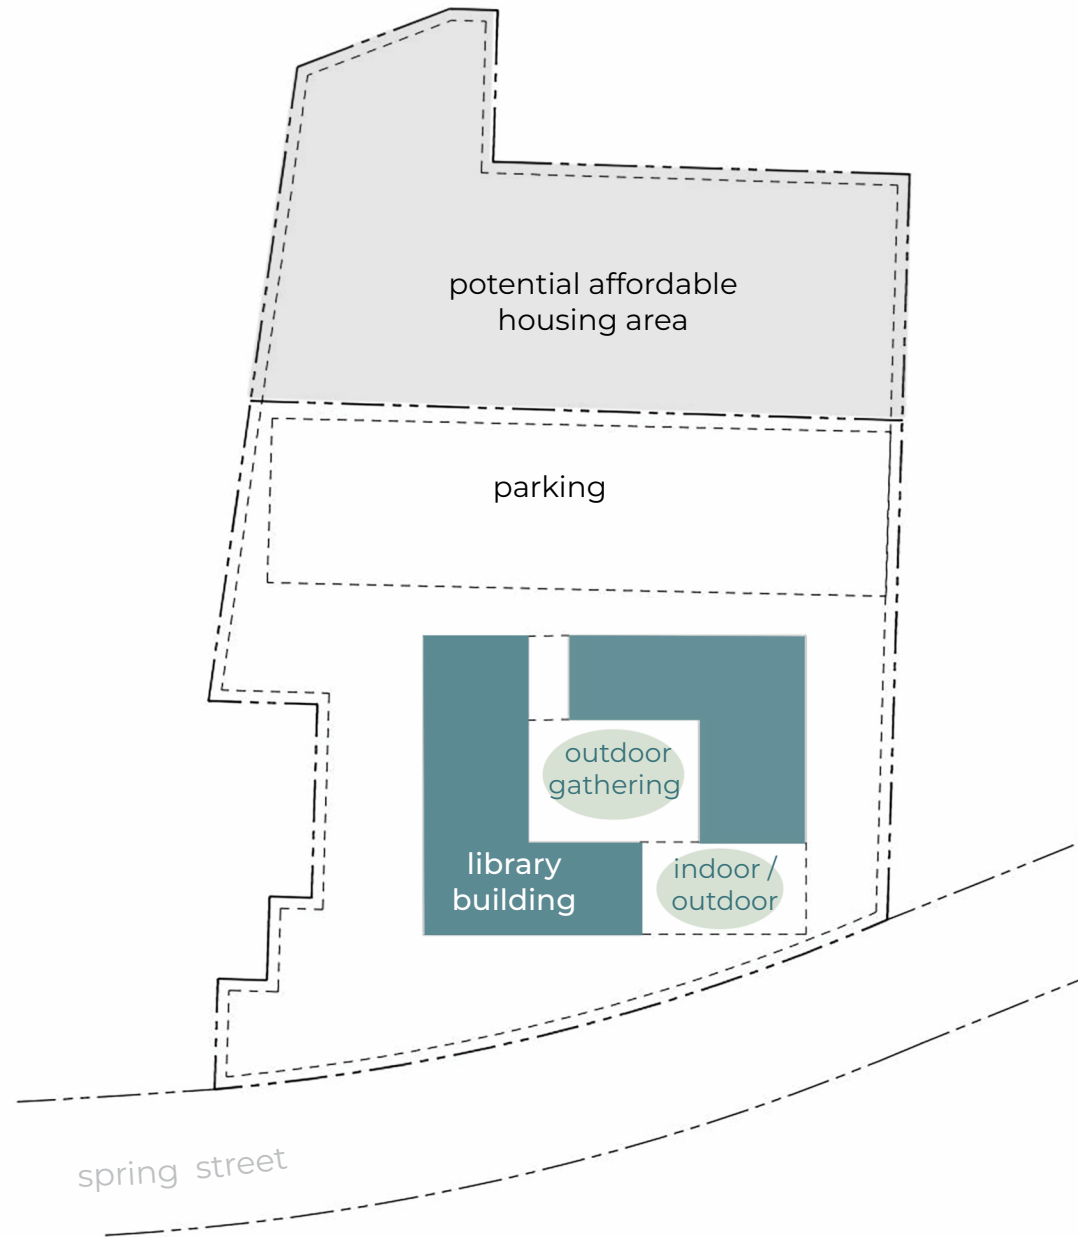 potential affordable
housing area
parking
outdoor
gathering
library
building
indoor /
outdoor
spring street